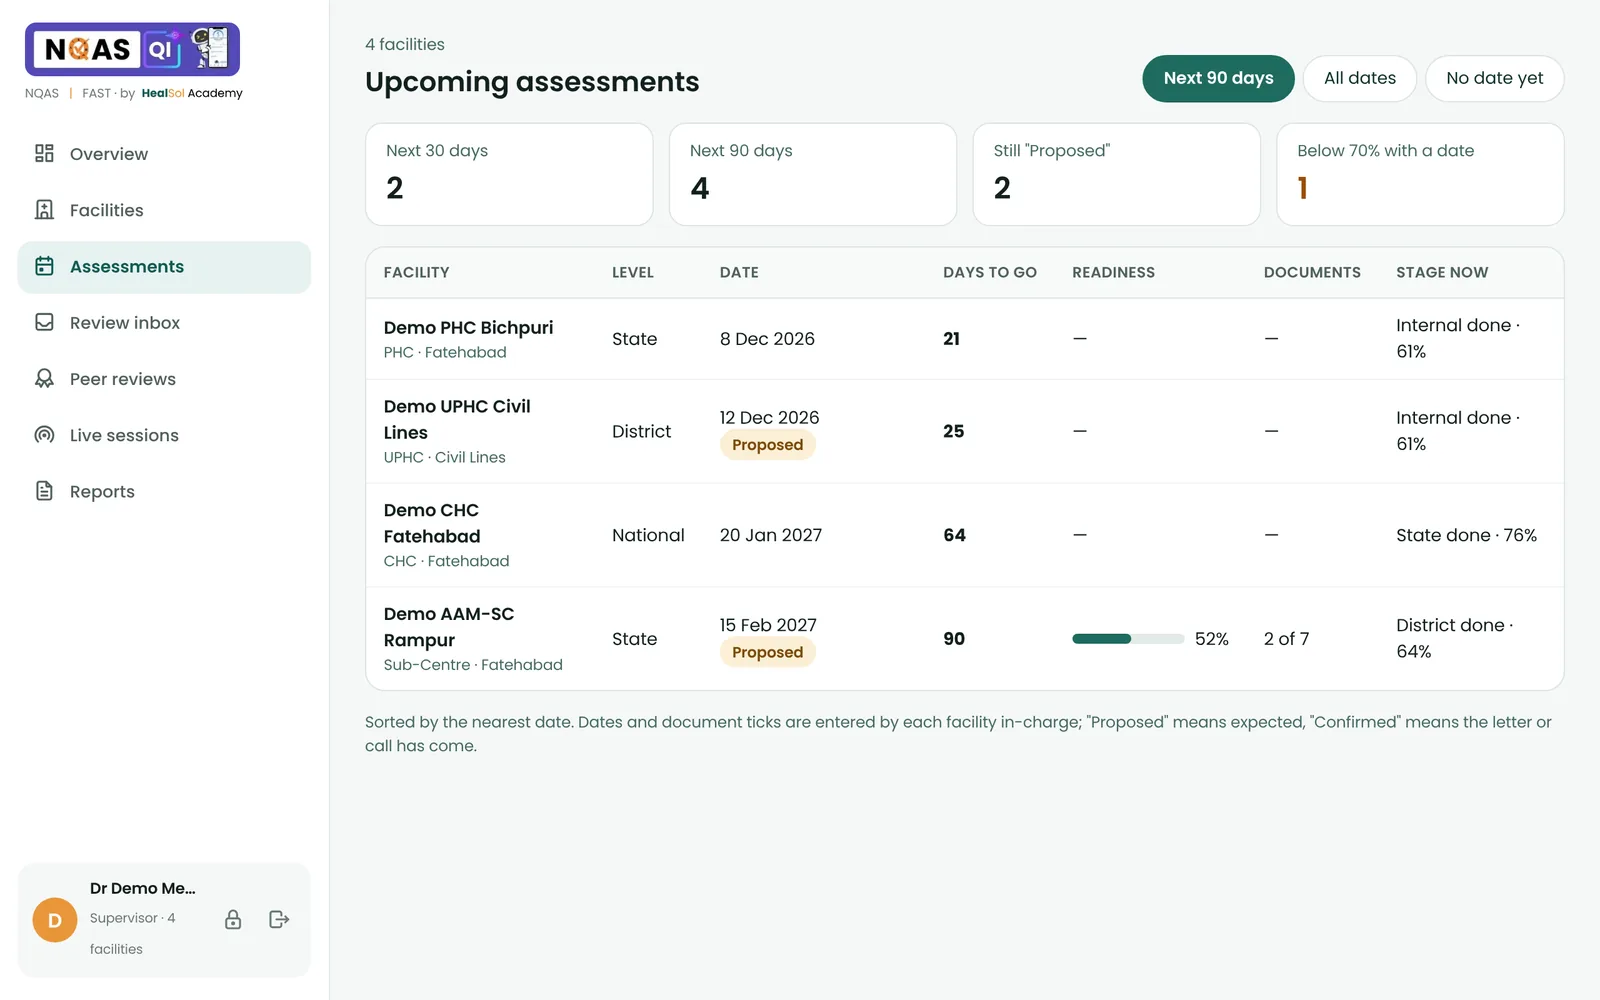 NQAS QI
NQAS | FAST · by HealSol Academy
Overview
Facilities
Assessments
Review inbox
Peer reviews
Live sessions
Reports
D
Dr Demo Me...
Supervisor · 4
facilities
4 facilities
Upcoming assessments
Next 90 days
All dates
No date yet
Next 30 days
2
Next 90 days
4
Still "Proposed"
2
Below 70% with a date
1
FACILITY LEVEL DATE DAYS TO GO READINESS DOCUMENTS STAGE NOW
Demo PHC Bichpuri
PHC · Fatehabad
State
8 Dec 2026
21
—
—
Internal done ·
61%
Demo UPHC Civil
Lines
UPHC · Civil Lines
District
12 Dec 2026
Proposed
25
—
—
Internal done ·
61%
Demo CHC
Fatehabad
CHC · Fatehabad
National
20 Jan 2027
64
—
—
State done · 76%
Demo AAM-SC
Rampur
Sub-Centre · Fatehabad
State
15 Feb 2027
Proposed
90
52%
2 of 7
District done ·
64%
Sorted by the nearest date. Dates and document ticks are entered by each facility in-charge; "Proposed" means expected, "Confirmed" means the letter or
call has come.